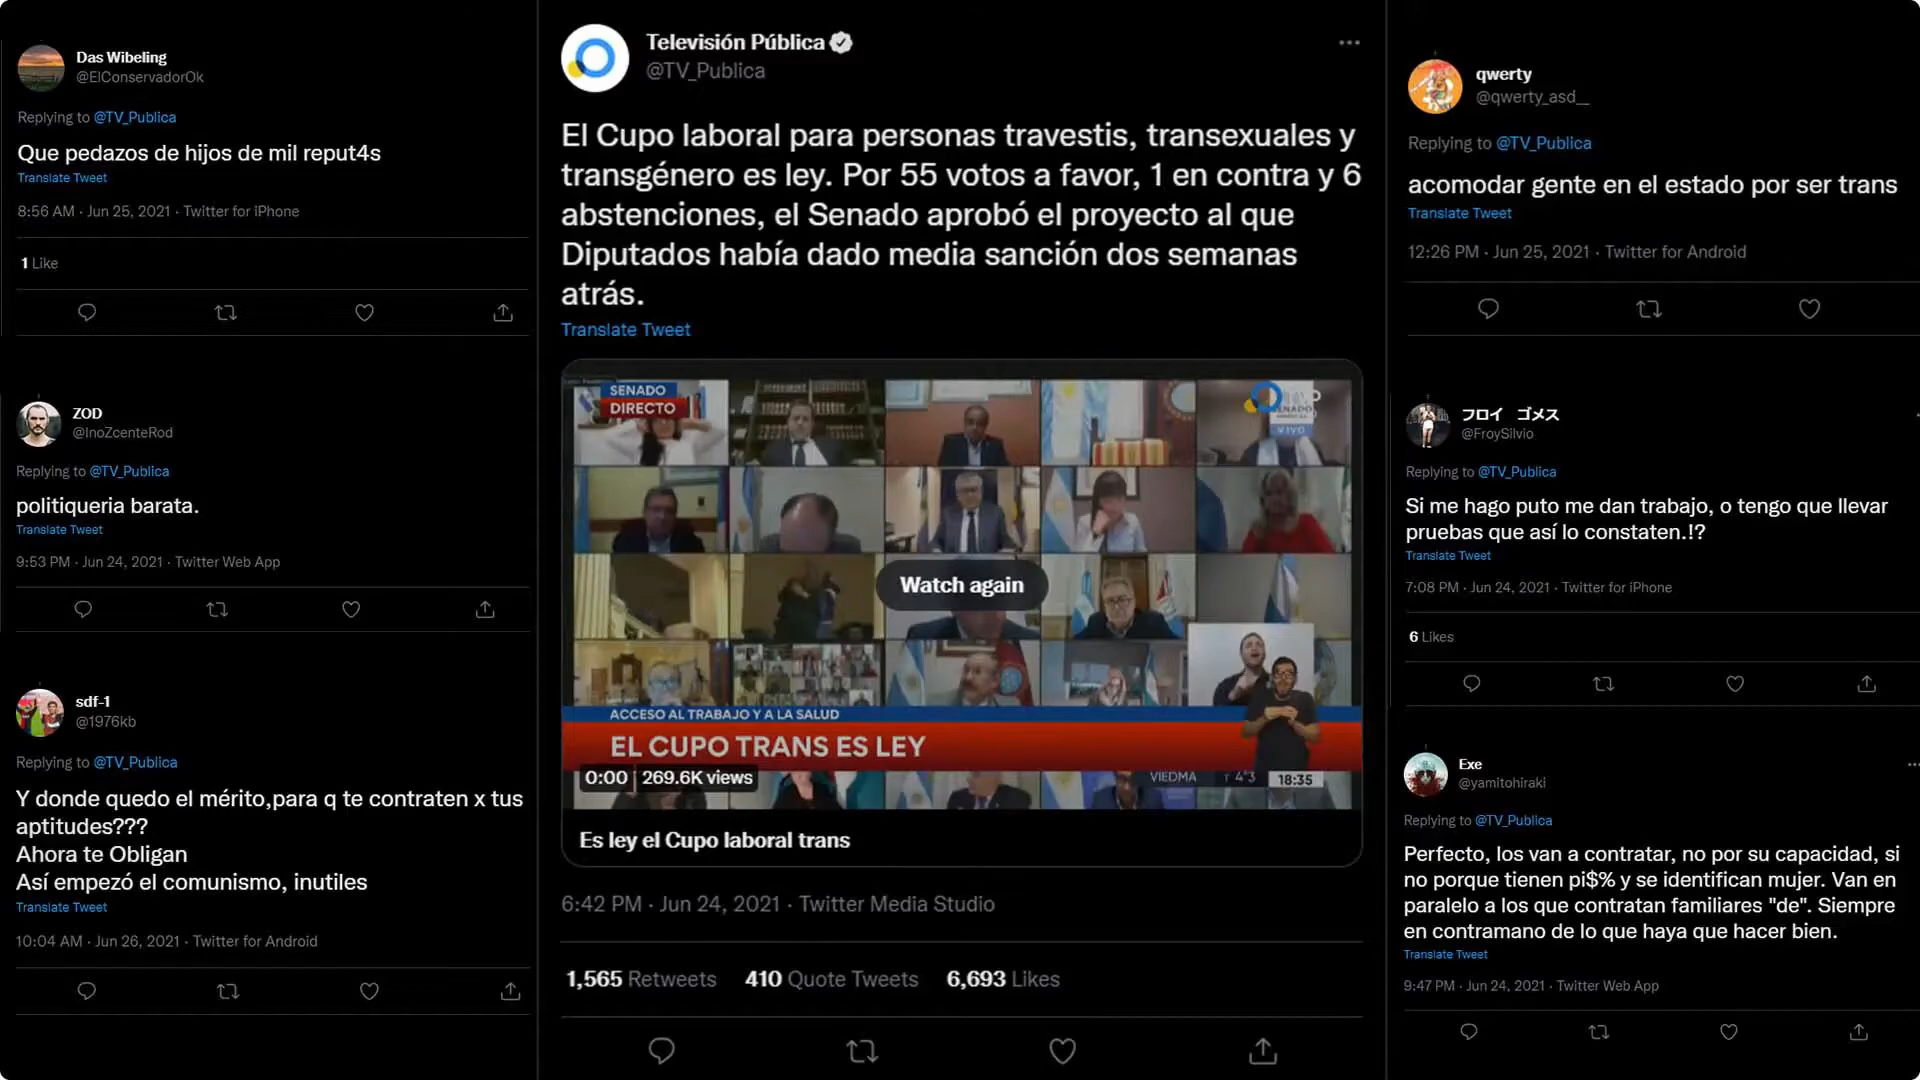 Das Wibeling
@ElConservadorOk
Replying to @TV_Publica
Que pedazos de hijos de mil reput4s
Translate Tweet
8:56 AM · Jun 25, 2021 · Twitter for iPhone
1 Like
ZOD
@InoZcenteRod
Replying to @TV_Publica
politiqueria barata.
Translate Tweet
9:53 PM · Jun 24, 2021 · Twitter Web App
sdf-1
@1976kb
Replying to @TV_Publica
Y donde quedo el mérito,para q te contraten x tus
aptitudes???
Ahora te Obligan
Así empezó el comunismo, inutiles
Translate Tweet
10:04 AM · Jun 26, 2021 · Twitter for Android
Televisión Pública
@TV_Publica
El Cupo laboral para personas travestis, transexuales y
transgénero es ley. Por 55 votos a favor, 1 en contra y 6
abstenciones, el Senado aprobó el proyecto al que
Diputados había dado media sanción dos semanas
atrás.
Translate Tweet
SENADO
DIRECTO
SENADO
VIVO
Watch again
ACCESO AL TRABAJO Y A LA SALUD
EL CUPO TRANS ES LEY
0:00 269.6K views
VIEDMA T 4°3 18:35
Es ley el Cupo laboral trans
6:42 PM · Jun 24, 2021 · Twitter Media Studio
1,565 Retweets 410 Quote Tweets 6,693 Likes
qwerty
@qwerty_asd__
Replying to @TV_Publica
acomodar gente en el estado por ser trans
Translate Tweet
12:26 PM · Jun 25, 2021 · Twitter for Android
フロイ ゴメス
@FroySilvio
Replying to @TV_Publica
Si me hago puto me dan trabajo, o tengo que llevar
pruebas que así lo constaten.!?
Translate Tweet
7:08 PM · Jun 24, 2021 · Twitter for iPhone
6 Likes
Exe
@yamitohiraki
Replying to @TV_Publica
Perfecto, los van a contratar, no por su capacidad, si
no porque tienen pi$% y se identifican mujer. Van en
paralelo a los que contratan familiares "de". Siempre
en contramano de lo que haya que hacer bien.
Translate Tweet
9:47 PM · Jun 24, 2021 · Twitter Web App